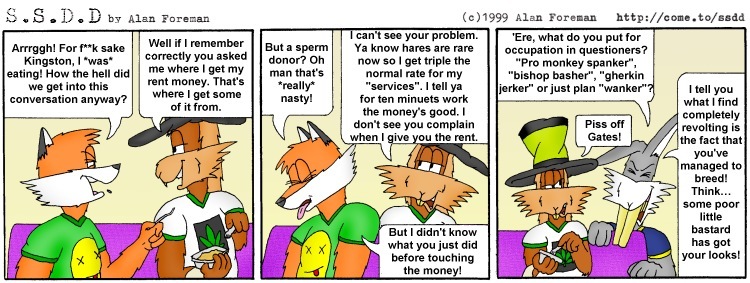 S.S.D.D by Alan Foreman
(c)1999 Alan Foreman
http://come.to/ssdd
Arrrggh! For f**k sake
Kingston, I *was*
eating! How the hell did
we get into this
conversation anyway?
Well if I remember
correctly you asked
me where I get my
rent money. That's
where I get some
of it from.
But a sperm
donor? Oh
man that's
*really*
nasty!
I can't see your problem.
Ya know hares are rare
now so I get triple the
normal rate for my
"services". I tell ya
for ten minuets work
the money's good. I
don't see you complain
when I give you the rent.
But I didn't know
what you just did
before touching
the money!
'Ere, what do you put for
occupation in questioners?
"Pro monkey spanker",
"bishop basher", "gherkin
jerker" or just plan "wanker"?
Piss off
Gates!
I tell you
what I find
completely
revolting is
the fact that
you've
managed to
breed!
Think...
some poor
little
bastard
has got
your looks!